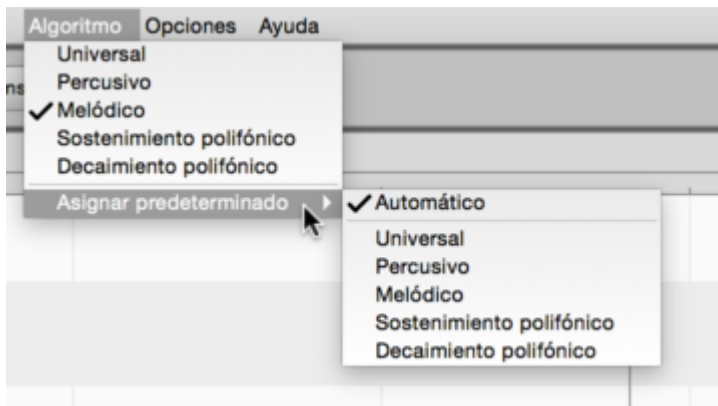 Algoritmo Opciones Ayuda
Universal
ns
Percusivo
✓ Melódico
Sostenimiento polifónico
Decaimiento polifónico
Asignar predeterminado
✓ Automático
Universal
Percusivo
Melódico
Sostenimiento polifónico
Decaimiento polifónico